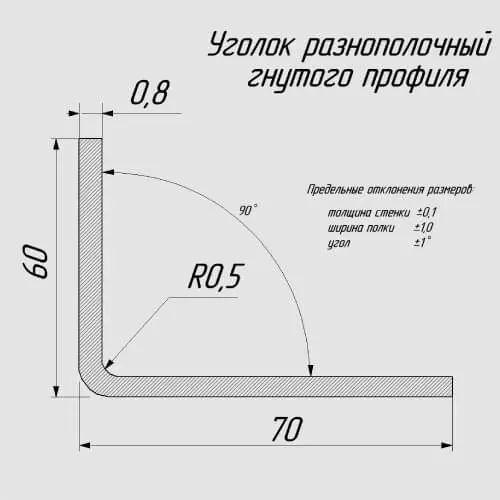 Уголок разнополочный
гнутого профиля
0,8
90°
Предельные отклонения размеров:
толщина стенки ±0,1
ширина полки ±1,0
угол ±1°
60
R0,5
70